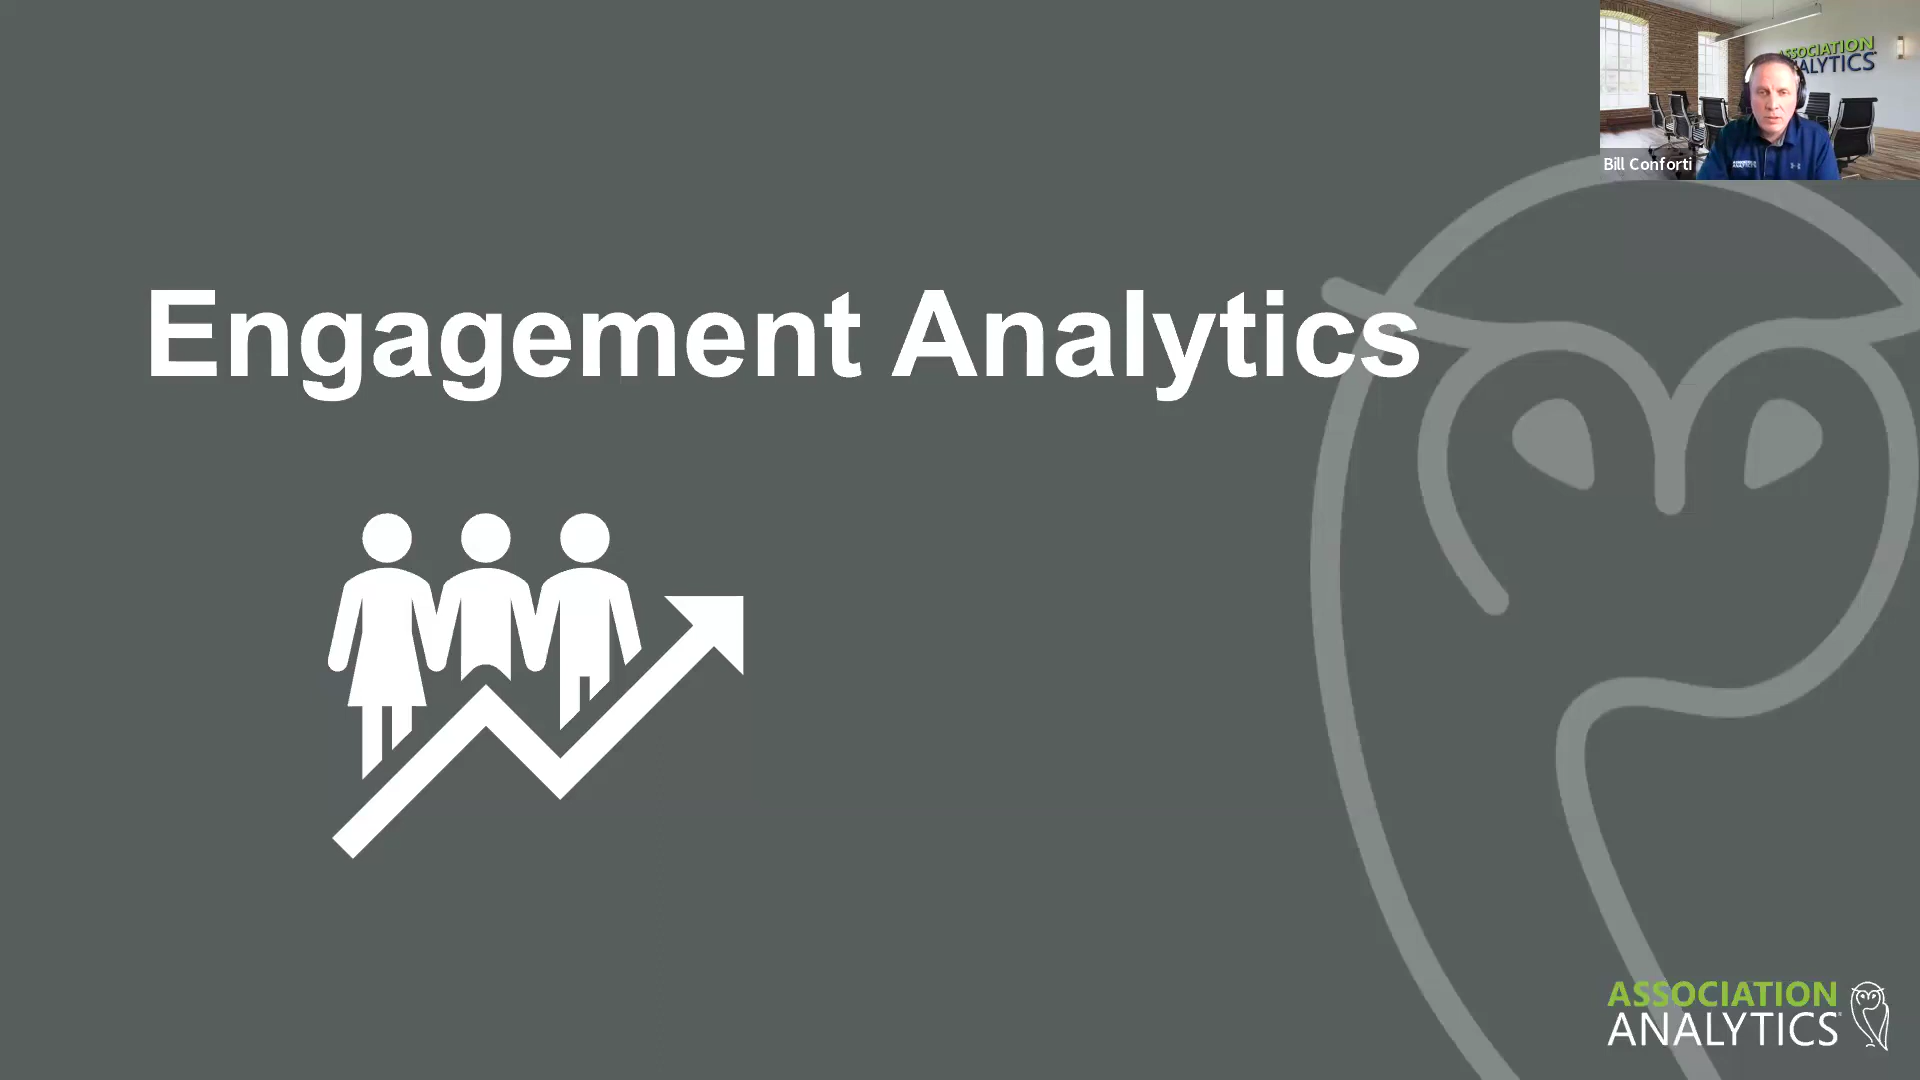 ASSOCIATION
ANALYTICS
Bill Conforti
Engagement Analytics
ASSOCIATION
ANALYTICS